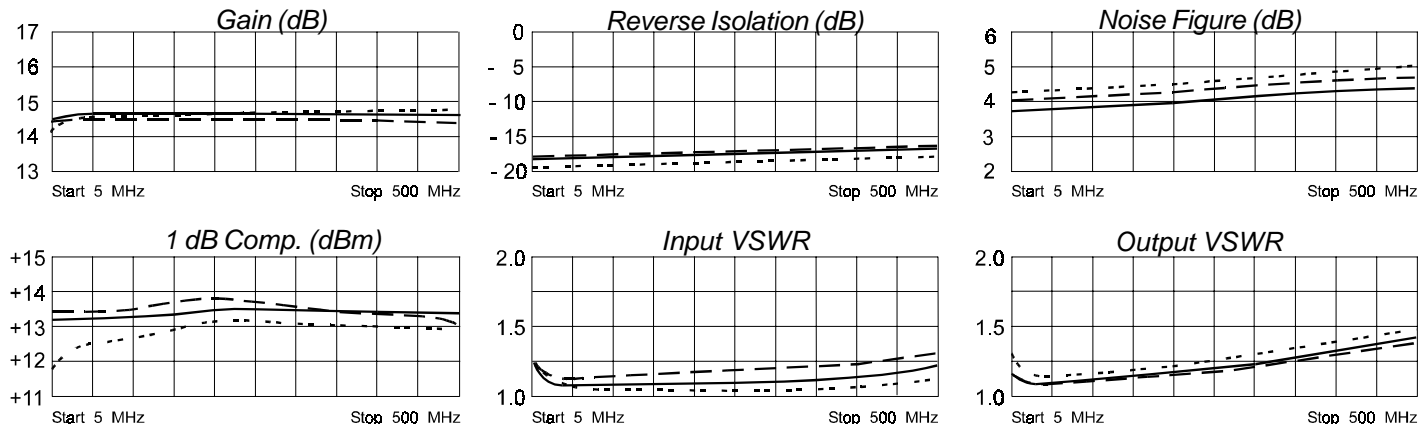 Gain (dB)
17
16
15
14
13
Start 5 MHz
Stop 500 MHz
Reverse Isolation (dB)
0
- 5
- 10
- 15
- 20
Start 5 MHz
Stop 500 MHz
Noise Figure (dB)
6
5
4
3
2
Start 5 MHz
Stop 500 MHz
1 dB Comp. (dBm)
+15
+14
+13
+12
+11
Start 5 MHz
Stop 500 MHz
Input VSWR
2.0
1.5
1.0
Start 5 MHz
Stop 500 MHz
Output VSWR
2.0
1.5
1.0
Start 5 MHz
Stop 500 MHz